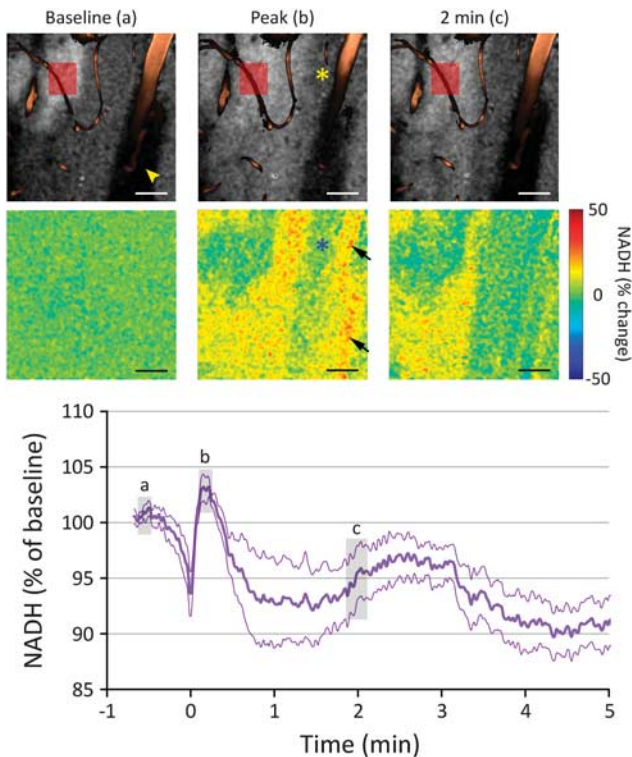 Baseline (a) Peak (b) 2 min (c)
*
*
50
0
-50
NADH (% change)
110
105
100
95
90
85
NADH (% of baseline)
a
b
c
-1 0 1 2 3 4 5
Time (min)